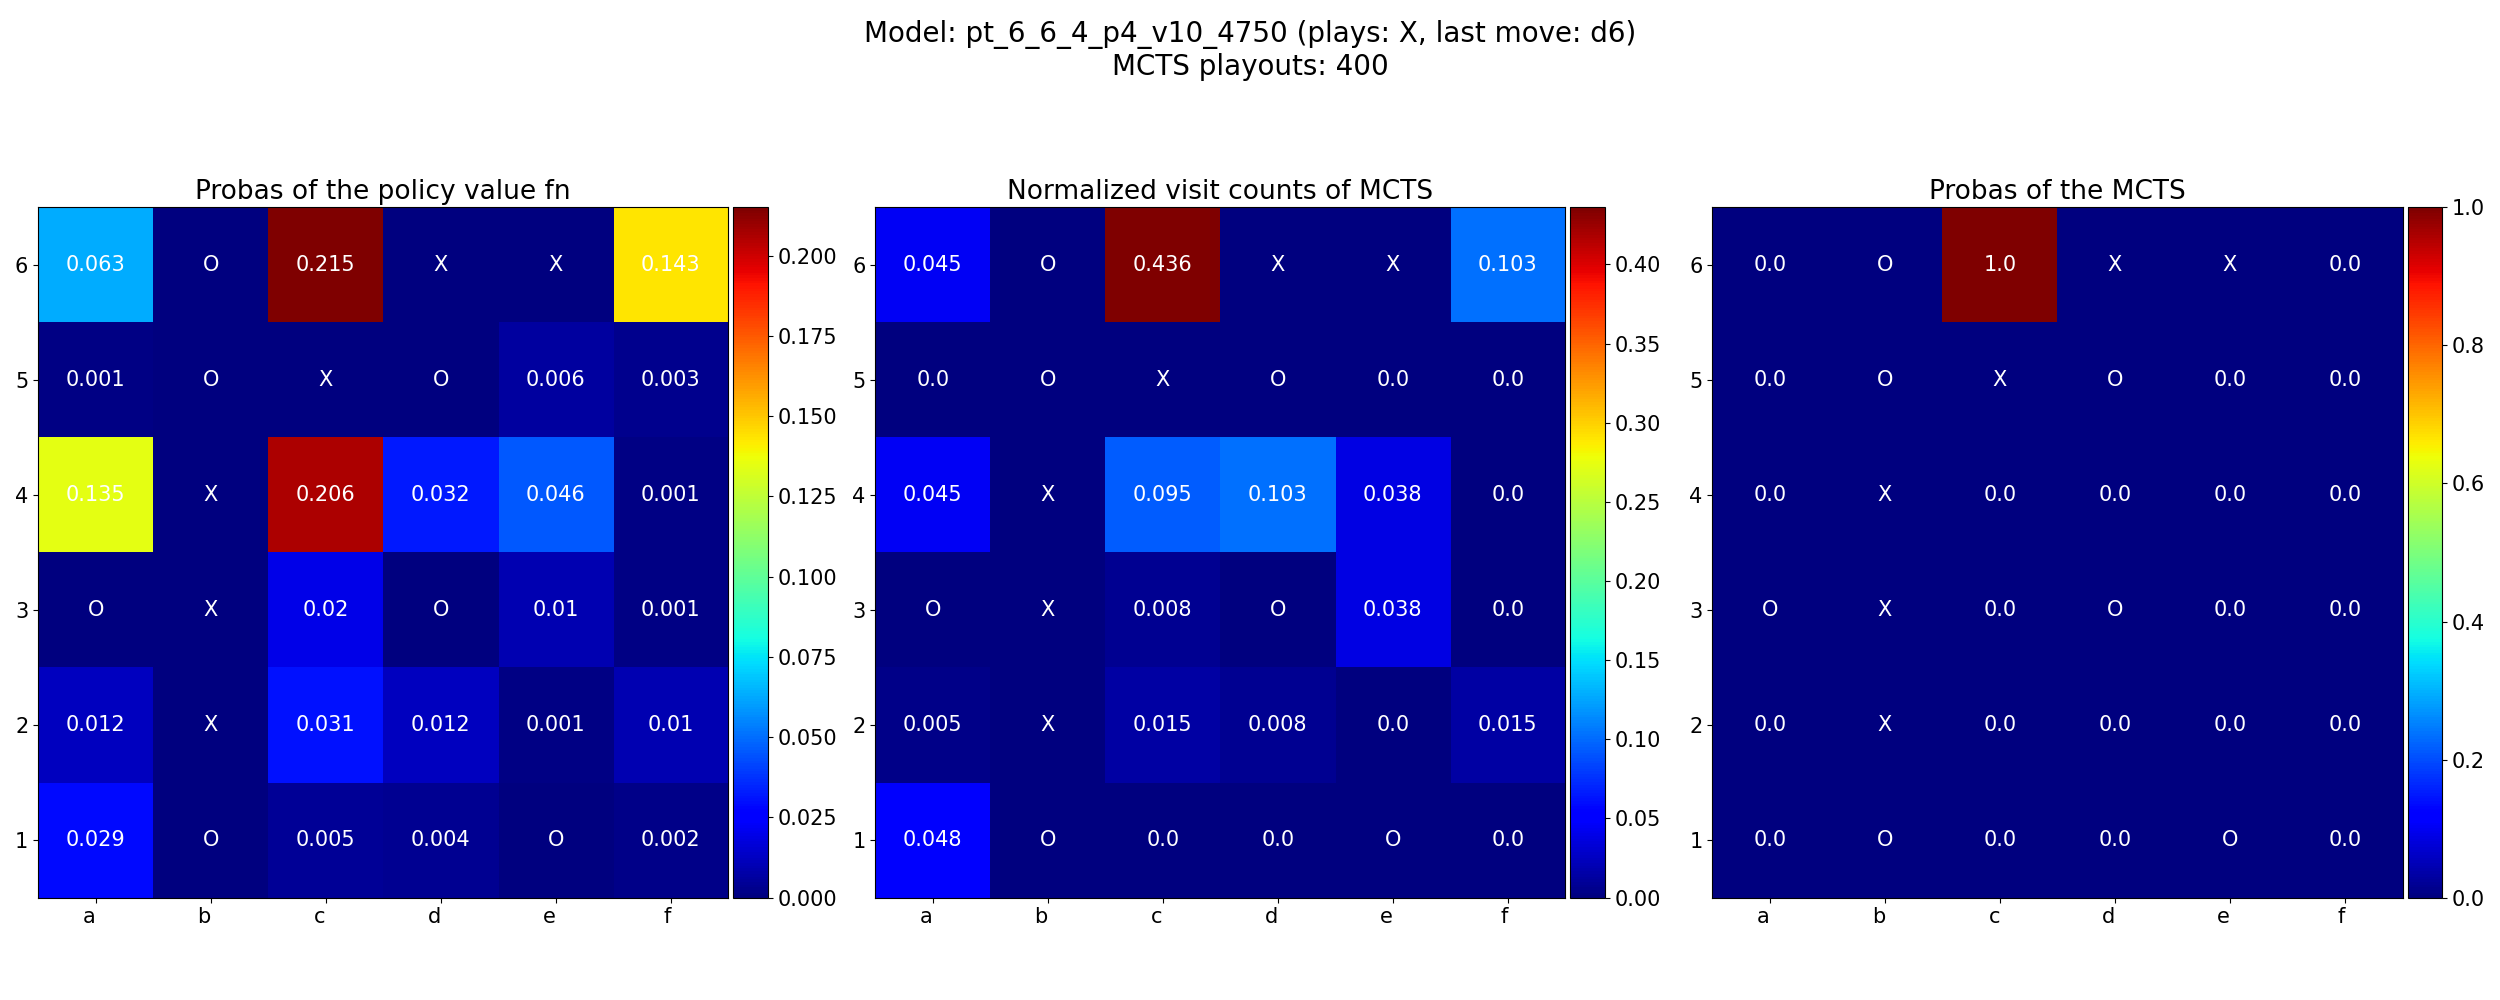 Model: pt_6_6_4_p4_v10_4750 (plays: X, last move: d6)
MCTS playouts: 400
Probas of the policy value fn
6 0.063 O 0.215 X X 0.143
5 0.001 O X O 0.006 0.003
4 0.135 X 0.206 0.032 0.046 0.001
3 O X 0.02 O 0.01 0.001
2 0.012 X 0.031 0.012 0.001 0.01
1 0.029 O 0.005 0.004 O 0.002
a b c d e f
0.200
0.175
0.150
0.125
0.100
0.075
0.050
0.025
0.000
Normalized visit counts of MCTS
6 0.045 O 0.436 X X 0.103
5 0.0 O X O 0.0 0.0
4 0.045 X 0.095 0.103 0.038 0.0
3 O X 0.008 O 0.038 0.0
2 0.005 X 0.015 0.008 0.0 0.015
1 0.048 O 0.0 0.0 O 0.0
a b c d e f
0.40
0.35
0.30
0.25
0.20
0.15
0.10
0.05
0.00
Probas of the MCTS
6 0.0 O 1.0 X X 0.0
5 0.0 O X O 0.0 0.0
4 0.0 X 0.0 0.0 0.0 0.0
3 O X 0.0 O 0.0 0.0
2 0.0 X 0.0 0.0 0.0 0.0
1 0.0 O 0.0 0.0 O 0.0
a b c d e f
1.0
0.8
0.6
0.4
0.2
0.0